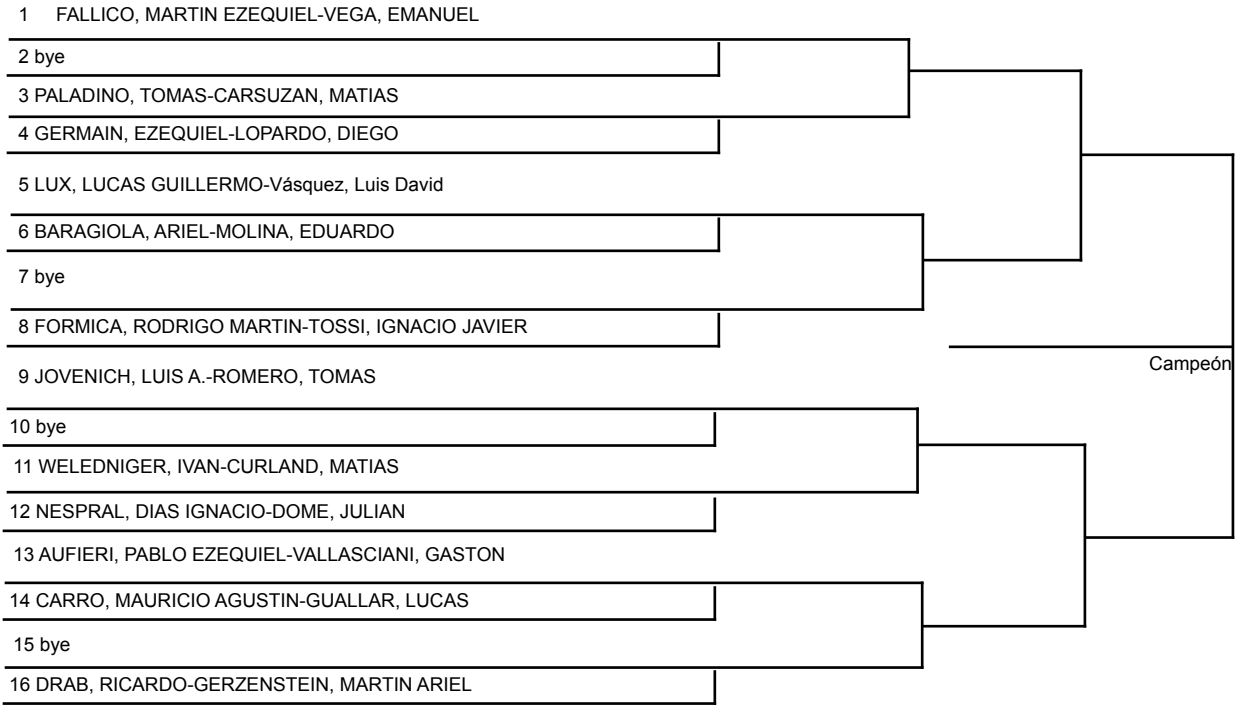 1 FALLICO, MARTIN EZEQUIEL-VEGA, EMANUEL
2 bye
3 PALADINO, TOMAS-CARSUZAN, MATIAS
4 GERMAIN, EZEQUIEL-LOPARDO, DIEGO
5 LUX, LUCAS GUILLERMO-Vásquez, Luis David
6 BARAGIOLA, ARIEL-MOLINA, EDUARDO
7 bye
8 FORMICA, RODRIGO MARTIN-TOSSI, IGNACIO JAVIER
Campeón
9 JOVENICH, LUIS A.-ROMERO, TOMAS
10 bye
11 WELEDNIGER, IVAN-CURLAND, MATIAS
12 NESPRAL, DIAS IGNACIO-DOME, JULIAN
13 AUFIERI, PABLO EZEQUIEL-VALLASCIANI, GASTON
14 CARRO, MAURICIO AGUSTIN-GUALLAR, LUCAS
15 bye
16 DRAB, RICARDO-GERZENSTEIN, MARTIN ARIEL